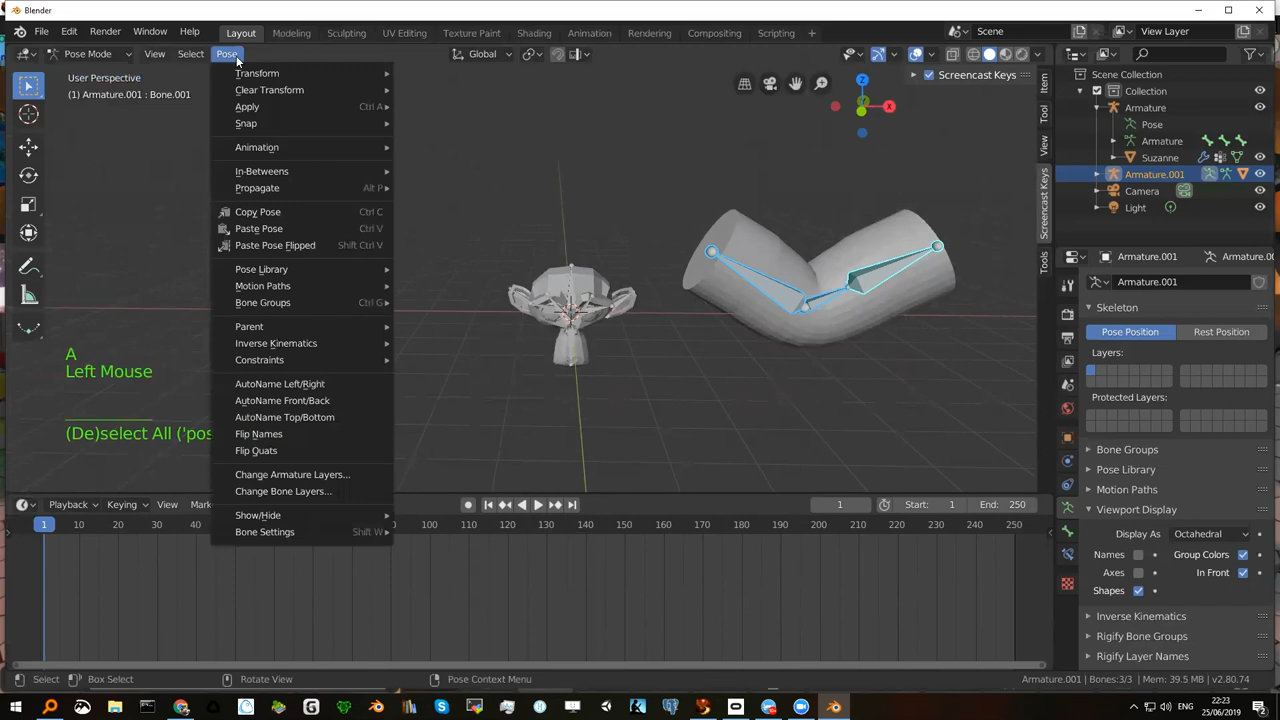 Blender
File Edit Render Window Help Layout Modeling Sculpting UV Editing Texture Paint Shading Animation Rendering Compositing Scripting + Scene View Layer
Pose Mode View Select Pose Global
User Perspective
(1) Armature.001 : Bone.001
Transform
Clear Transform
Apply Ctrl A
Snap
Animation
In-Betweens
Propagate Alt P
Copy Pose Ctrl C
Paste Pose Ctrl V
Paste Pose Flipped Shift Ctrl V
Pose Library
Motion Paths
Bone Groups Ctrl G
Parent
Inverse Kinematics
Constraints
AutoName Left/Right
AutoName Front/Back
AutoName Top/Bottom
Flip Names
Flip Quats
Change Armature Layers...
Change Bone Layers...
Show/Hide
Bone Settings Shift W
A
Left Mouse
(De)select All ('pos
Screencast Keys
Z
X
Item
Tool
View
Screencast Keys
Tools
Scene Collection
Collection
Armature
Pose
Armature
Suzanne
Armature.001
Camera
Light
Armature.001 Armature.00
Armature.001
Skeleton
Pose Position Rest Position
Layers:
Protected Layers:
Bone Groups
Pose Library
Motion Paths
Viewport Display
Display As Octahedral
Names Group Colors
Axes In Front
Shapes
Inverse Kinematics
Rigify Bone Groups
Rigify Layer Names
Playback Keying View Mar 1 Start: 1 End: 250
1 20 30 40 100 110 120 130 140 150 160 170 180 190 200 210 220 230 240 250
Select Box Select Rotate View Pose Context Menu Armature.001 | Bones:3/3 | Mem: 39.5 MB | v2.80.74
ENG 22:23
25/06/2019